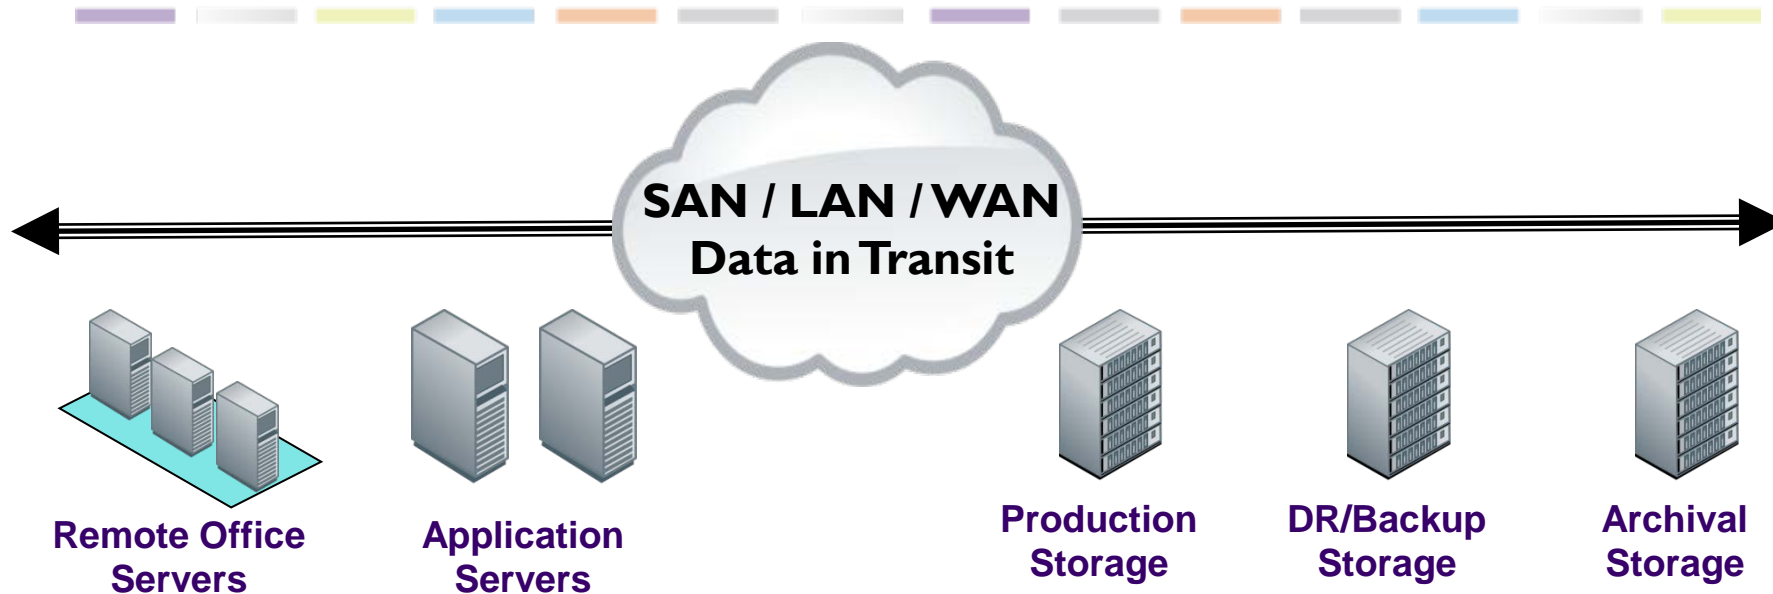 SAN / LAN / WAN
Data in Transit
Remote Office
Servers
Application
Servers
Production
Storage
DR/Backup
Storage
Archival
Storage